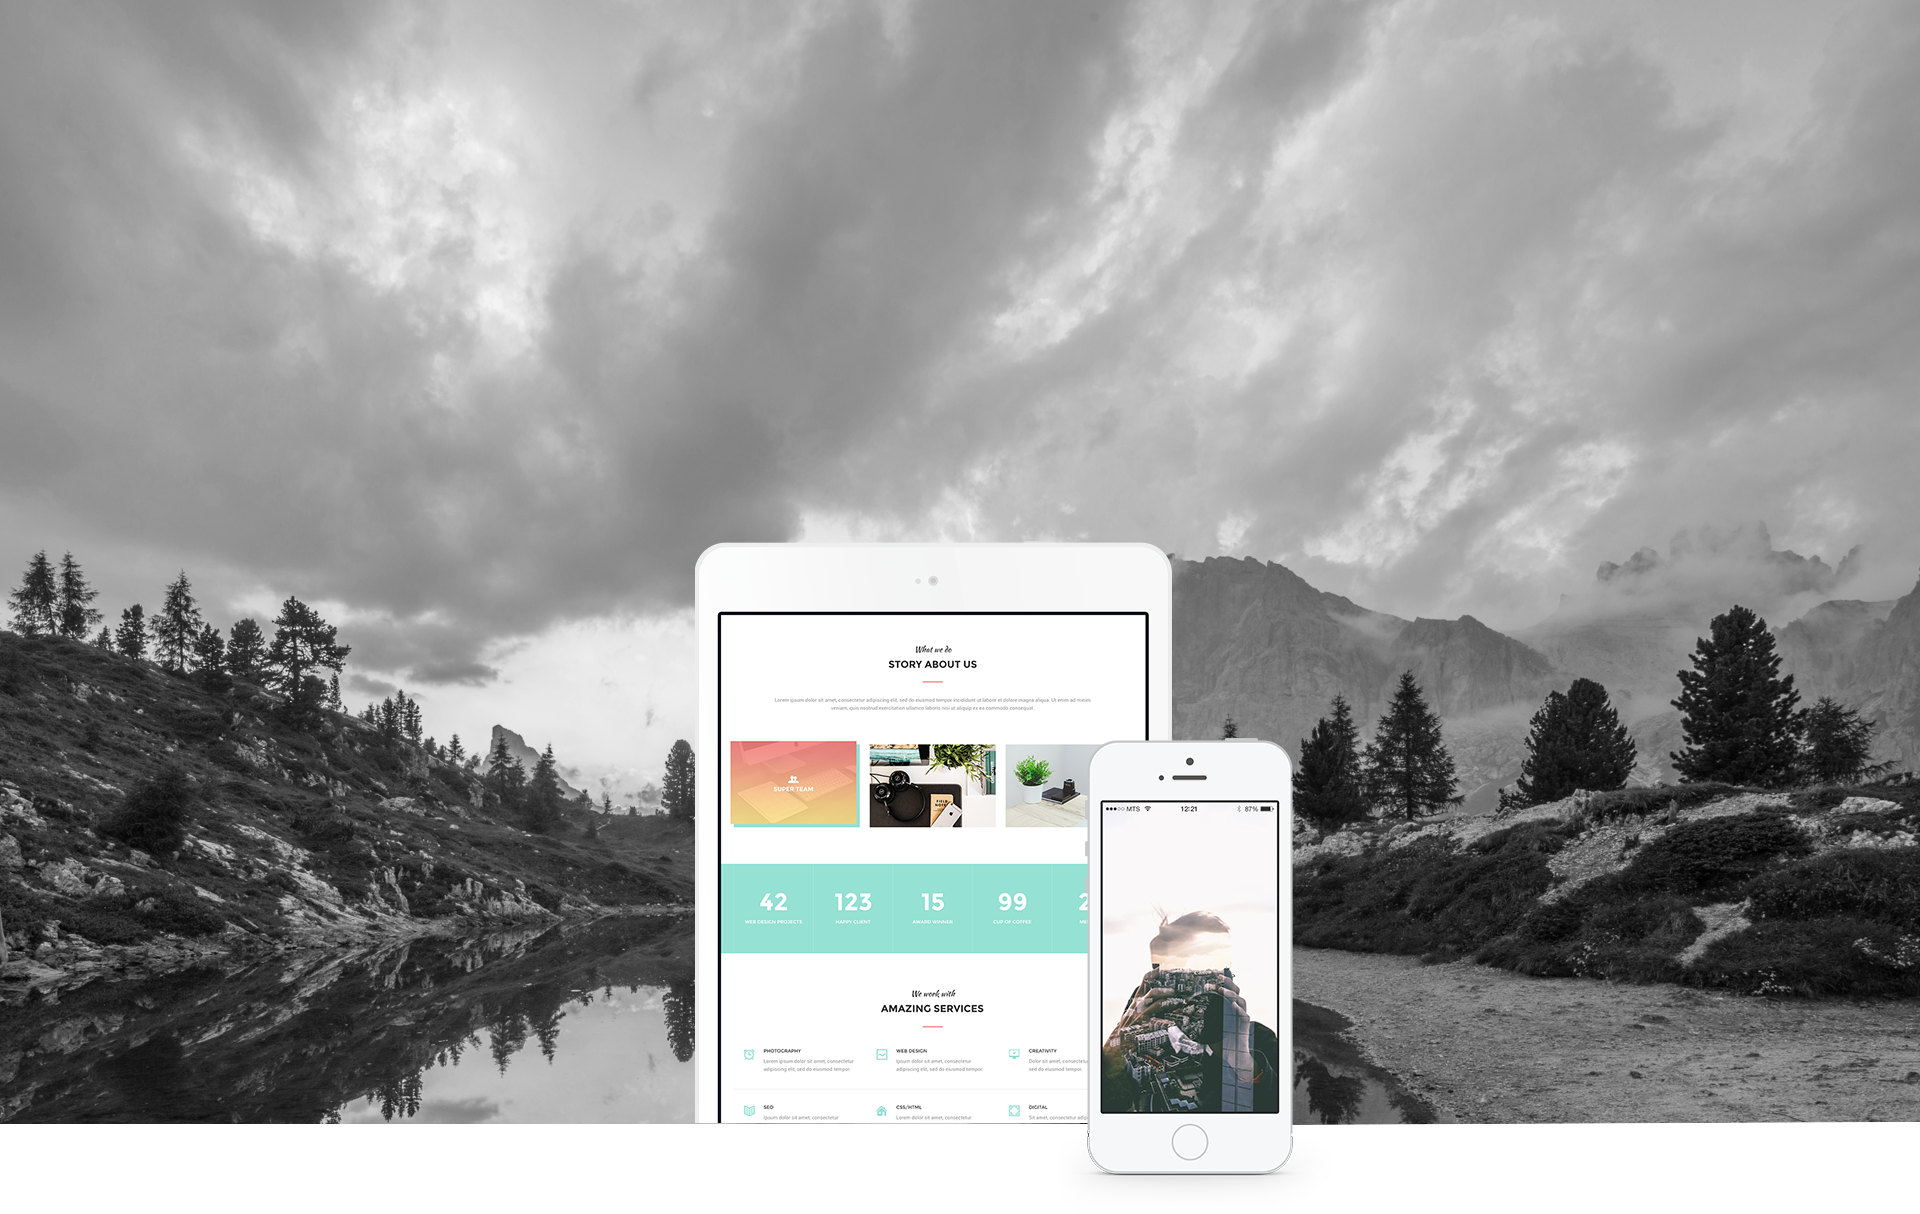 What we do
STORY ABOUT US
Lorem ipsum dolor sit amet, consectetur adipiscing elit, sed do eiusmod tempor incididunt ut labore et dolore magna aliqua. Ut enim ad minim
veniam, quis nostrud exercitation ullamco laboris nisi ut aliquip ex ea commodo consequat.
SUPER TEAM
FIELD NOTES
MTS 12:21 87%
42 123 15 99 2
WEB DESIGN PROJECTS HAPPY CLIENT AWARD WINNER CUP OF COFFEE ME
We work with
AMAZING SERVICES
PHOTOGRAPHY
Lorem ipsum dolor sit amet, consectetur
adipiscing elit, sed do eiusmod tempor.
WEB DESIGN
Ipsum dolor sit amet, consectetur
adipiscing elit, sed do eiusmod tempor.
CREATIVITY
Dolor sit amet, consectetur
sed do eiusmod tempor.
SEO
Ipsum dolor sit amet, consectetur
CSS/HTML
Lorem ipsum dolor sit amet, consectetur
DIGITAL
Sit amet, consectetur adipiscing